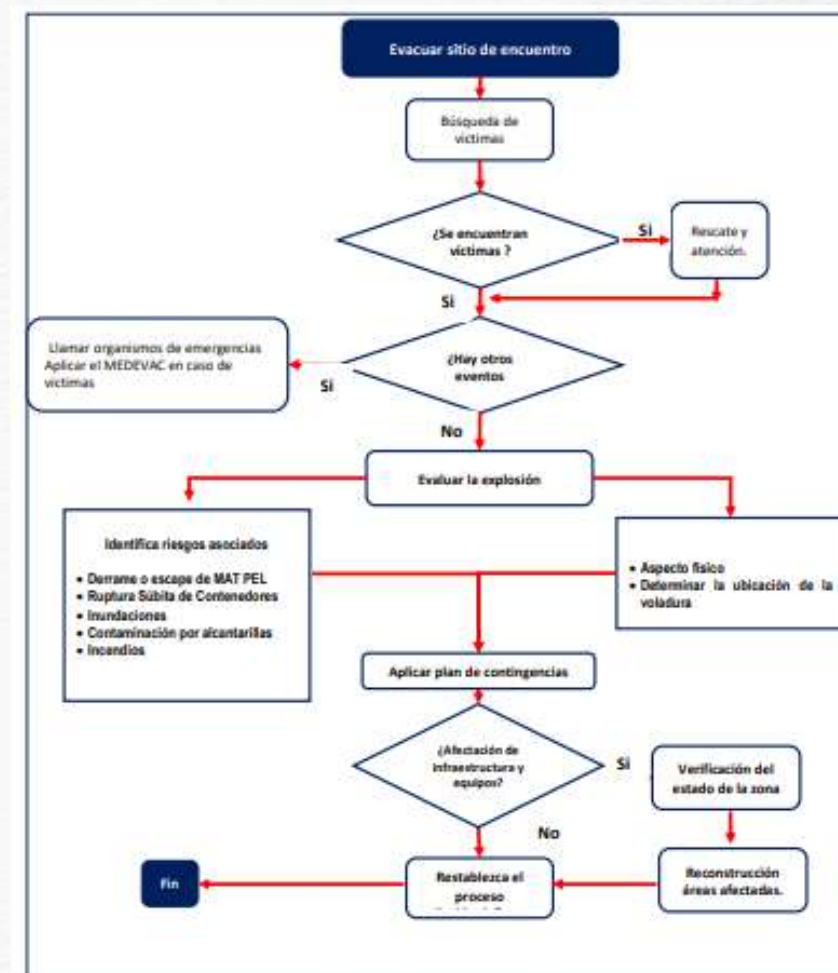 Evacuar sitio de encuentro
Búsqueda de
victimas
¿Se encuentran
víctimas ?
Si
Rescate y
atención.
Si
Llamar organismos de emergencias
Aplicar el MEDEVAC en caso de
victimas
Si
¿Hay otros
eventos
No
Evaluar la explosión
Identifica riesgos asociados
• Derrame o escape de MAT PEL
• Ruptura Súbita de Contenedores
• Inundaciones
• Contaminación por alcantarillas
• Incendios
• Aspecto físico
• Determinar la ubicación de la
voladura
Aplicar plan de contingencias
¿Afectación de
infraestructura y
equipos?
Si
Verificación del
estado de la zona
No
Fin
Restablezca el
proceso
Reconstrucción
áreas afectadas.